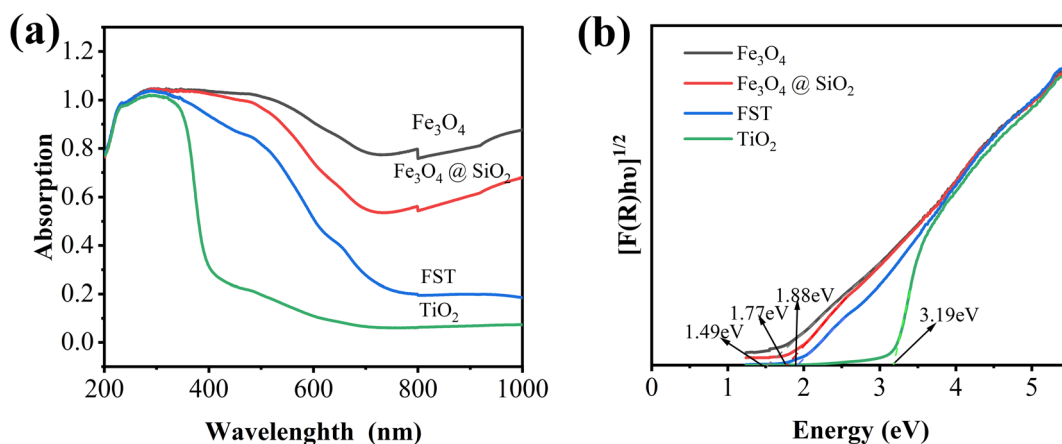 (a)
1.2
1.0
0.8
0.6
0.4
0.2
0.0
Absorption
Fe₃O₄
Fe₃O₄ @ SiO₂
FST
TiO₂
200
400
600
800
1000
Wavelenghth (nm)
(b)
[F(R)hυ]^1/2
Fe₃O₄
Fe₃O₄ @ SiO₂
FST
TiO₂
1.49eV
1.77eV
1.88eV
3.19eV
0
1
2
3
4
5
Energy (eV)